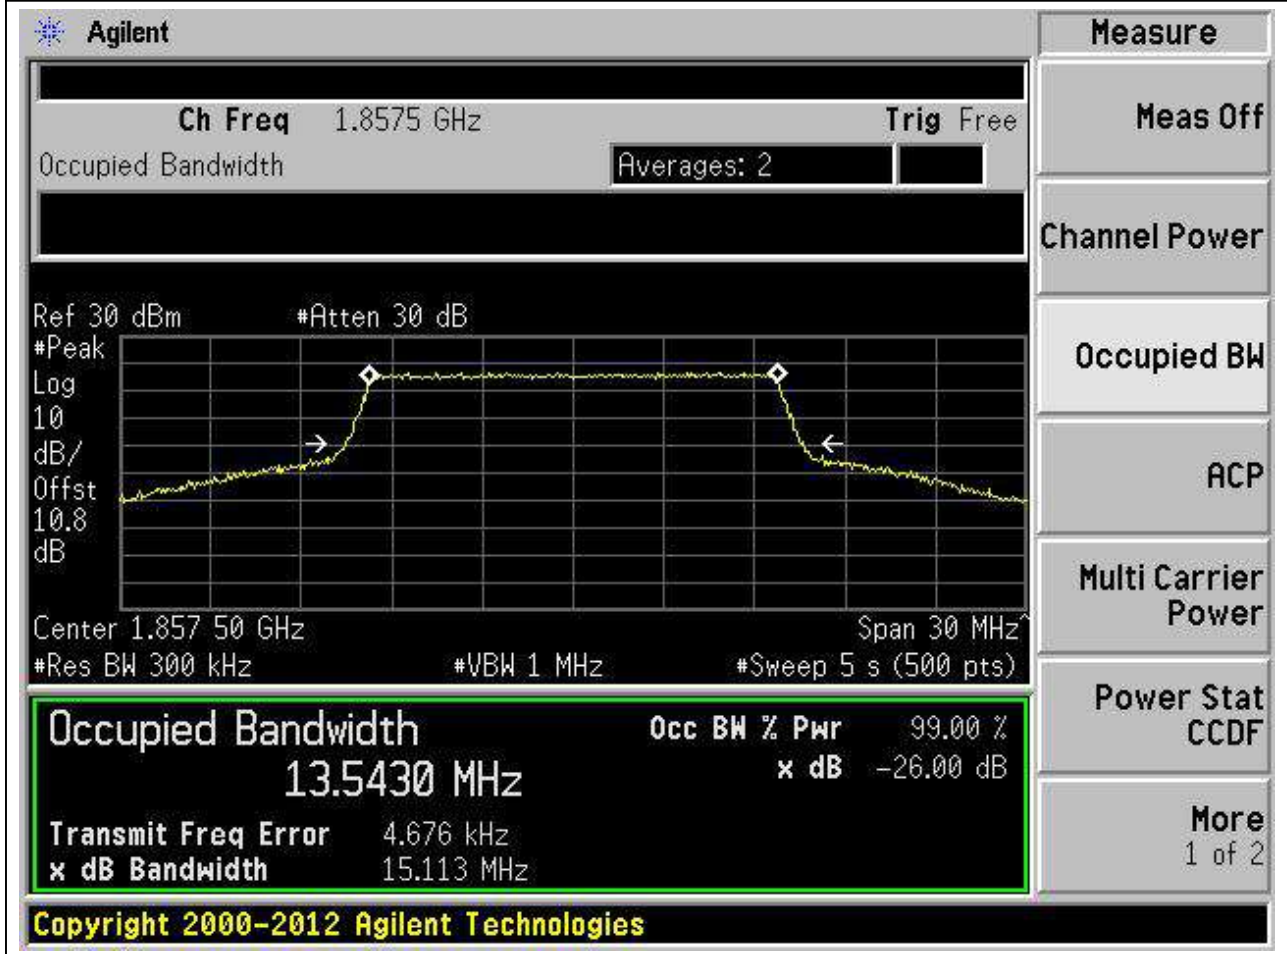 Agilent
Measure
Ch Freq 1.8575 GHz Trig Free
Occupied Bandwidth Averages: 2
Meas Off
Channel Power
Occupied BW
ACP
Multi Carrier
Power
Power Stat
CCDF
More
1 of 2
Ref 30 dBm #Atten 30 dB
#Peak
Log
10
dB/
Offst
10.8
dB
Center 1.857 50 GHz Span 30 MHz^
#Res BW 300 kHz #VBW 1 MHz #Sweep 5 s (500 pts)
Occupied Bandwidth Occ BW % Pwr 99.00 %
13.5430 MHz x dB -26.00 dB
Transmit Freq Error 4.676 kHz
x dB Bandwidth 15.113 MHz
Copyright 2000-2012 Agilent Technologies